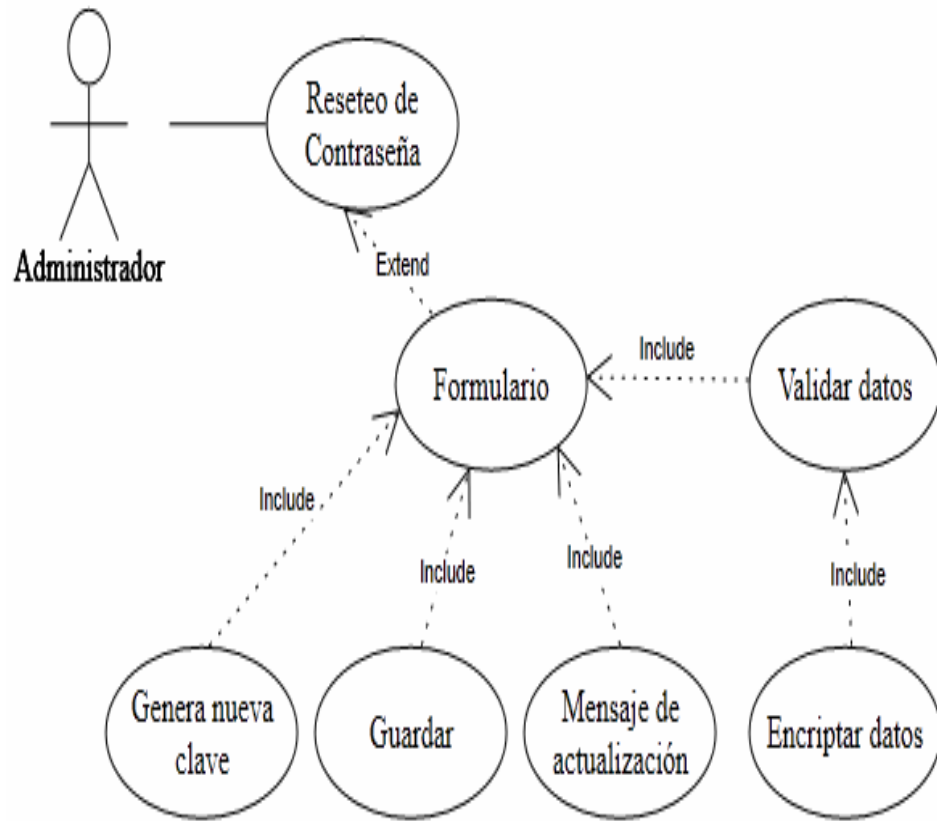 Reseteo de
Contraseña
Administrador
Extend
Formulario
Include
Validar datos
Include
Include
Include
Include
Genera nueva
clave
Guardar
Mensaje de
actualización
Encriptar datos